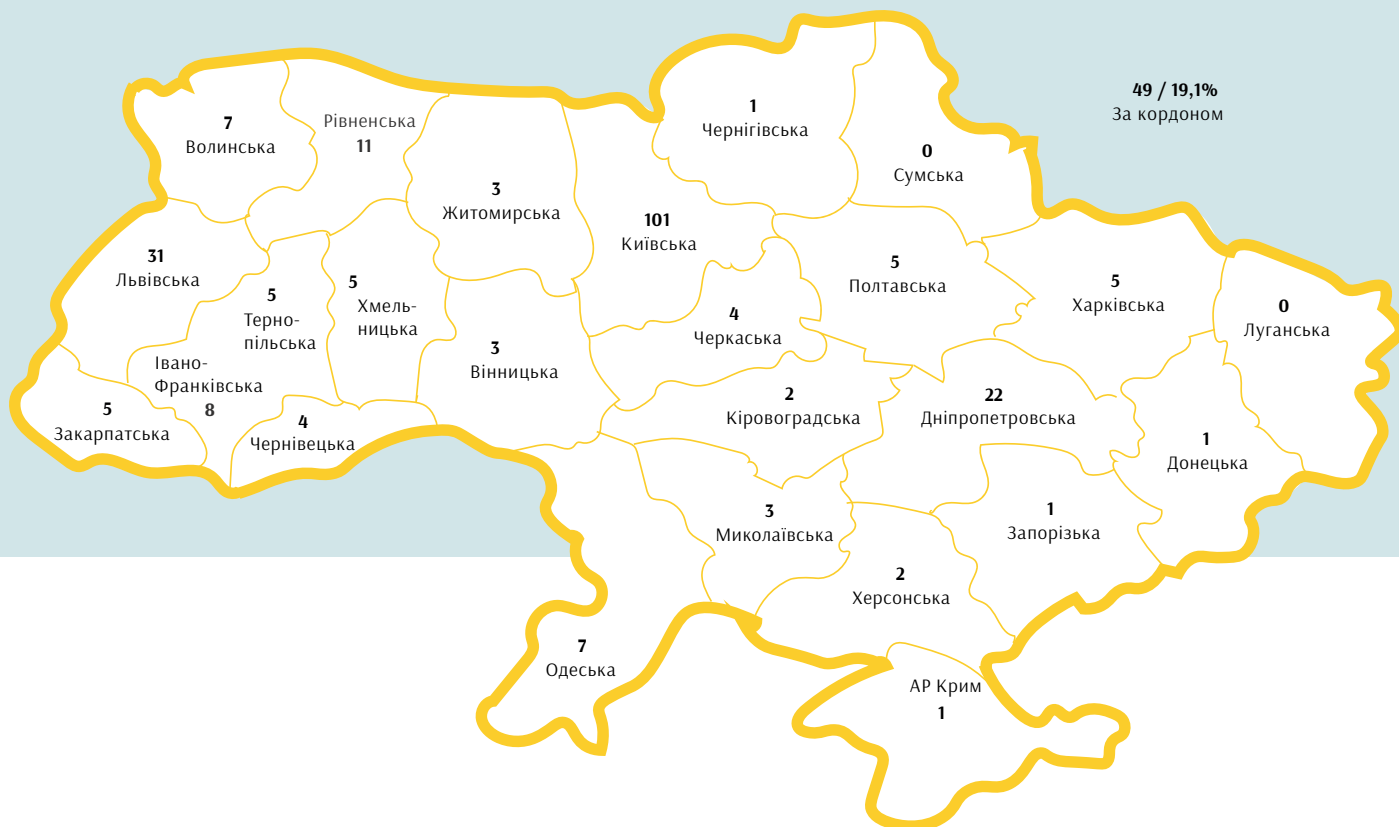 49 / 19,1%
За кордоном
1
Чернігівська
7
Волинська
Рівненська
11
0
Сумська
3
Житомирська
101
Київська
31
Львівська
5
Терно-
пільська
5
Хмель-
ницька
5
Полтавська
5
Харківська
0
Луганська
4
Черкаська
3
Вінницька
Івано-
Франківська
8
5
Закарпатська
4
Чернівецька
2
Кіровоградська
22
Дніпропетровська
1
Донецька
3
Миколаївська
1
Запорізька
2
Херсонська
7
Одеська
АР Крим
1